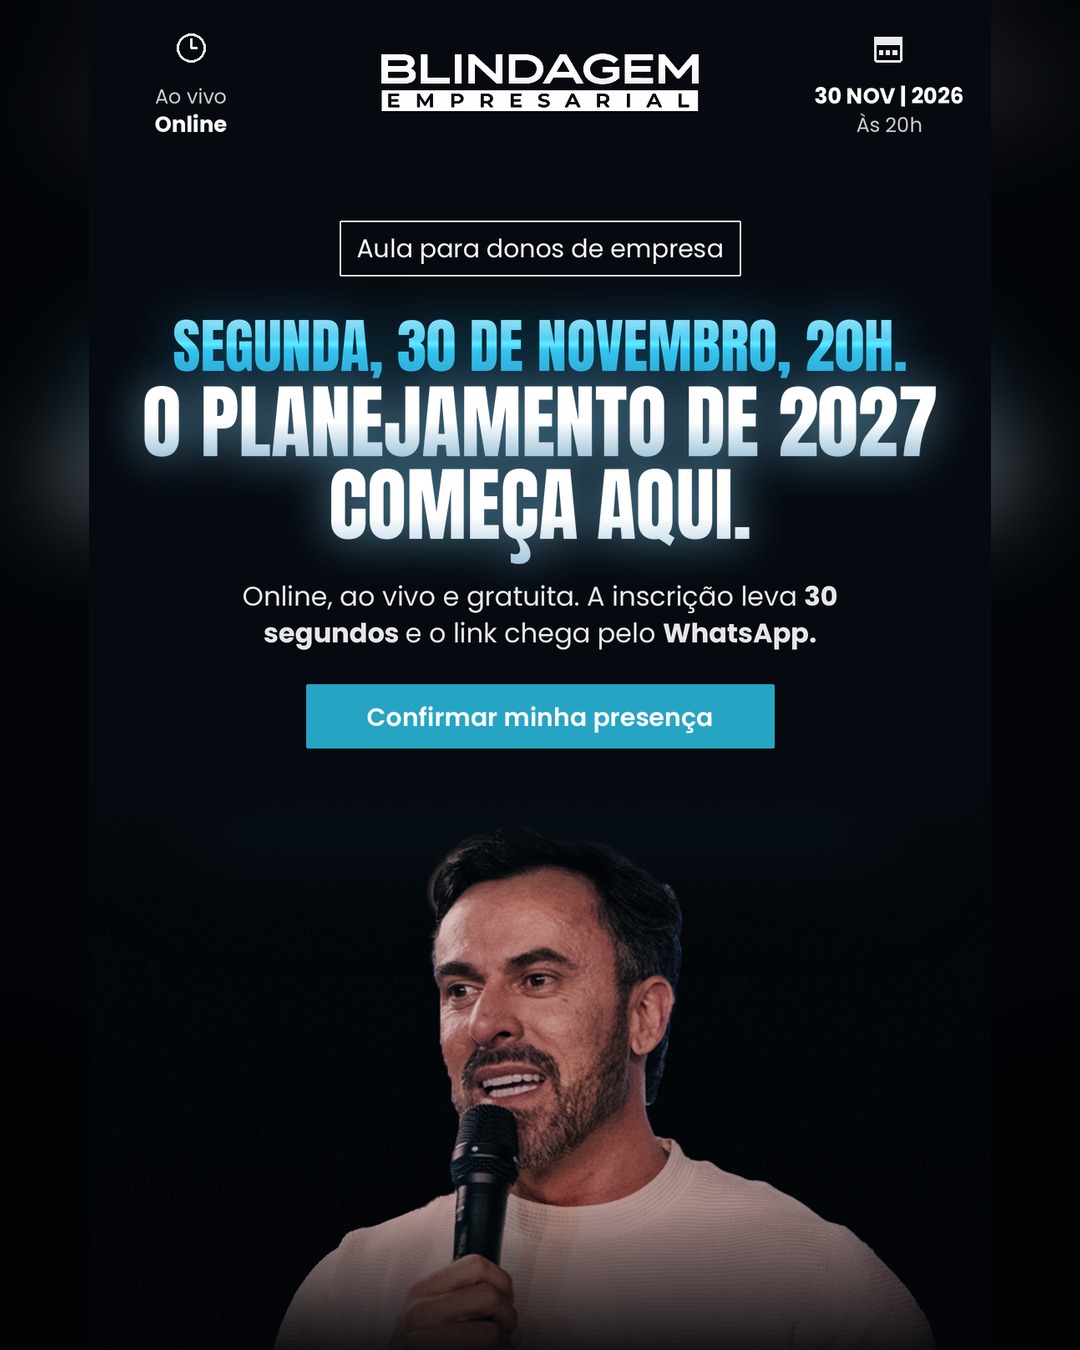 Ao vivo
Online
BLINDAGEM
EMPRESARIAL
30 NOV | 2026
Às 20h
Aula para donos de empresa
SEGUNDA, 30 DE NOVEMBRO, 20H.
O PLANEJAMENTO DE 2027
COMEÇA AQUI.
Online, ao vivo e gratuita. A inscrição leva 30
segundos e o link chega pelo WhatsApp.
Confirmar minha presença